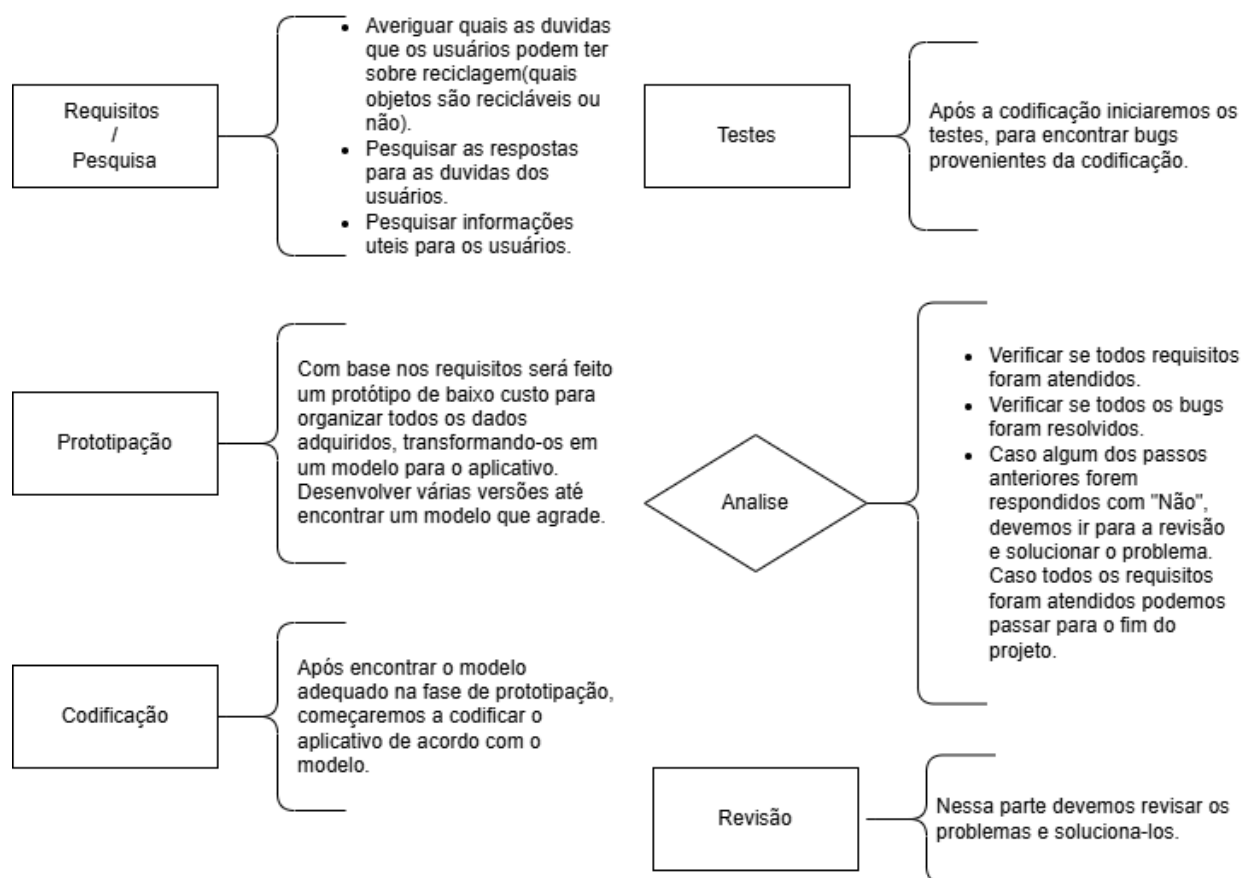 Requisitos
/
Pesquisa
• Averiguar quais as duvidas
que os usuários podem ter
sobre reciclagem(quais
objetos são recicláveis ou
não).
• Pesquisar as respostas
para as duvidas dos
usuários.
• Pesquisar informações
uteis para os usuários.
Prototipação
Com base nos requisitos será feito
um protótipo de baixo custo para
organizar todos os dados
adquiridos, transformando-os em
um modelo para o aplicativo.
Desenvolver várias versões até
encontrar um modelo que agrade.
Codificação
Após encontrar o modelo
adequado na fase de prototipação,
começaremos a codificar o
aplicativo de acordo com o
modelo.
Testes
Após a codificação iniciaremos os
testes, para encontrar bugs
provenientes da codificação.
Analise
• Verificar se todos requisitos
foram atendidos.
• Verificar se todos os bugs
foram resolvidos.
• Caso algum dos passos
anteriores forem
respondidos com "Não",
devemos ir para a revisão
e solucionar o problema.
Caso todos os requisitos
foram atendidos podemos
passar para o fim do
projeto.
Revisão
Nessa parte devemos revisar os
problemas e soluciona-los.